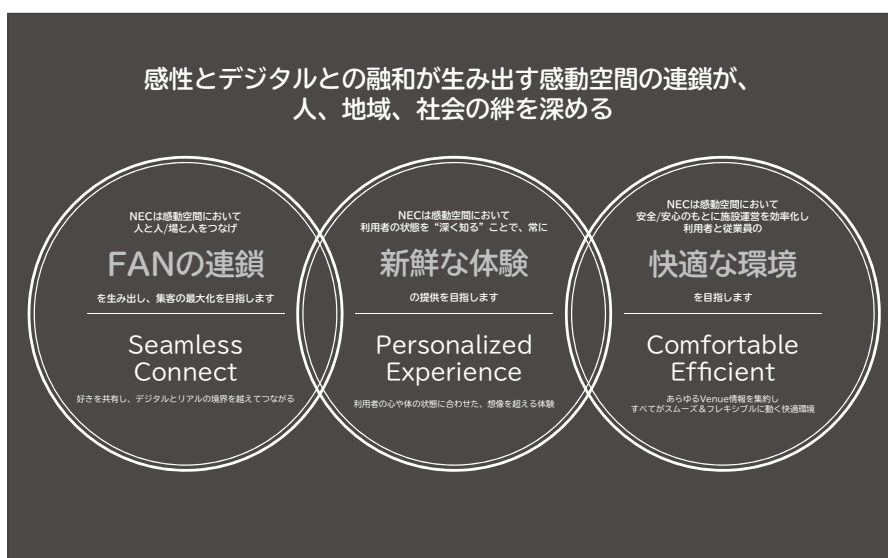 感性とデジタルとの融和が生み出す感動空間の連鎖が、
人、地域、社会の絆を深める
NECは感動空間において
人と人/場と人をつなげ
FANの連鎖
を生み出し、集客の最大化を目指します
Seamless
Connect
好きを共有し、デジタルとリアルの境界を越えてつながる
NECは感動空間において
利用者の状態を“深く知る”ことで、常に
新鮮な体験
の提供を目指します
Personalized
Experience
利用者の心や体の状態に合わせた、想像を超える体験
NECは感動空間において
安全/安心のもとに施設運営を効率化し
利用者と従業員の
快適な環境
を目指します
Comfortable
Efficient
あらゆるVenue情報を集約し
すべてがスムーズ＆フレキシブルに動く快適環境